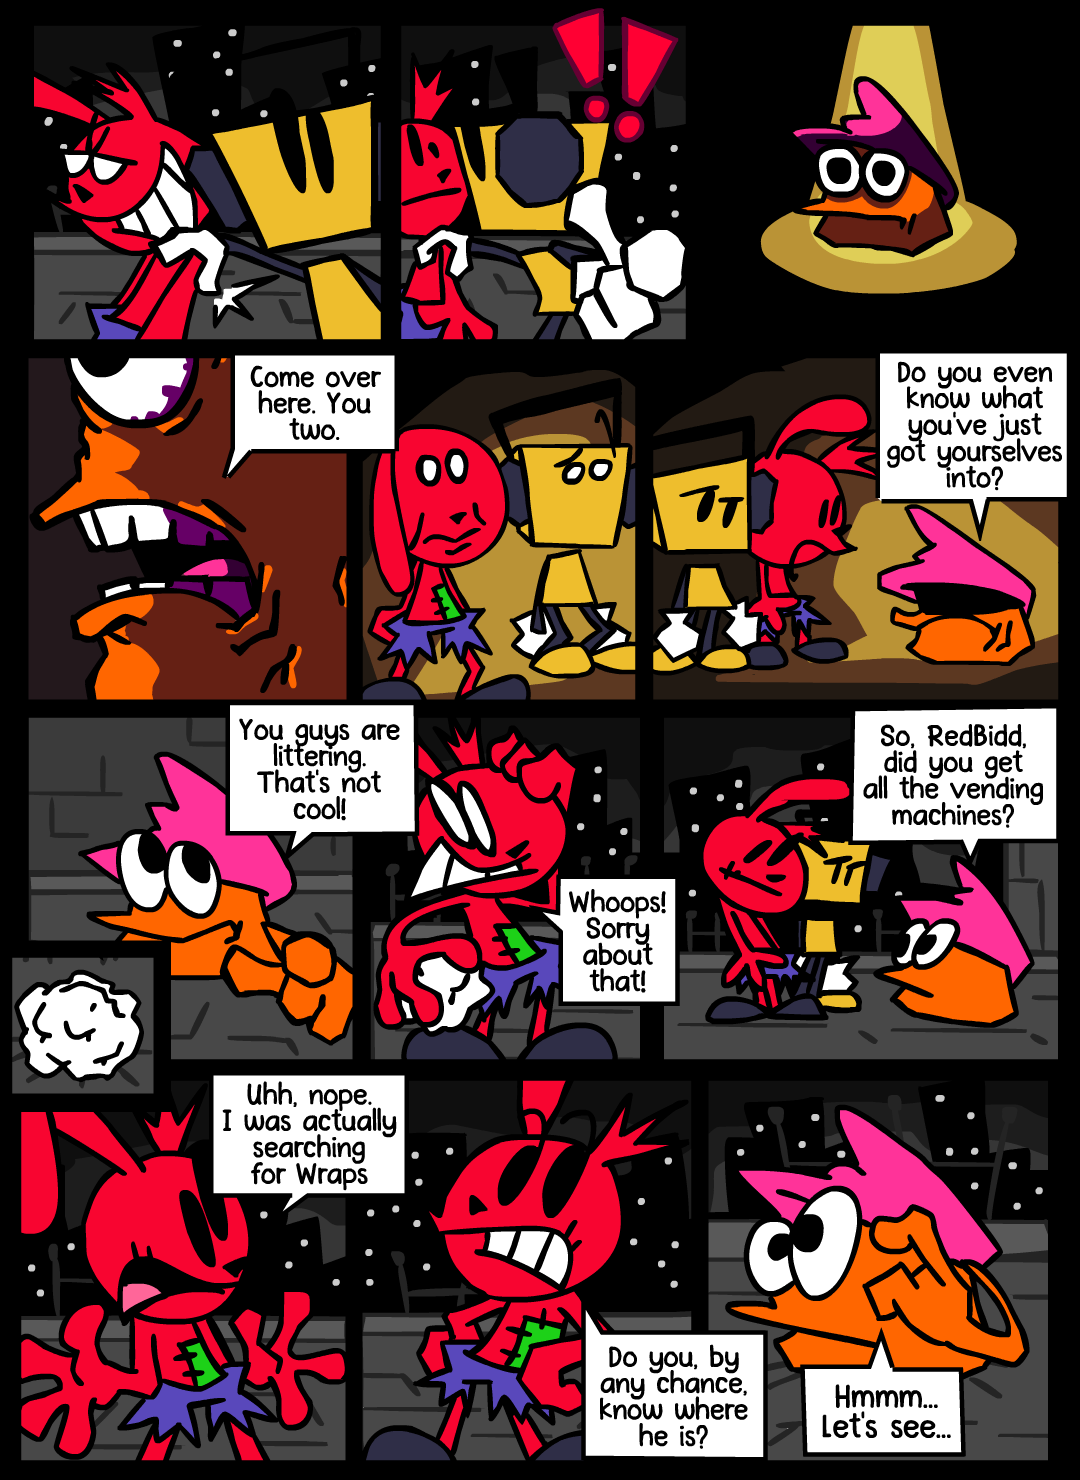 Come over
here. You
two.
Do you even
know what
you've just
got yourselves
into?
You guys are
littering.
That's not
cool!
Whoops!
Sorry
about
that!
So, RedBidd,
did you get
all the vending
machines?
Uhh, nope.
I was actually
searching
for Wraps
Do you, by
any chance,
know where
he is?
Hmmm...
Let's see...